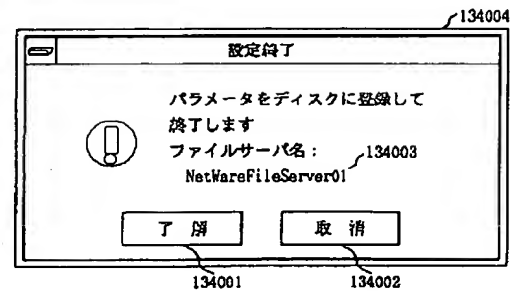 134004
設定終了
パラメータをディスクに登録して
終了します
ファイルサーバ名：
134003
NetWareFileServer01
了 解
取 消
134001
134002